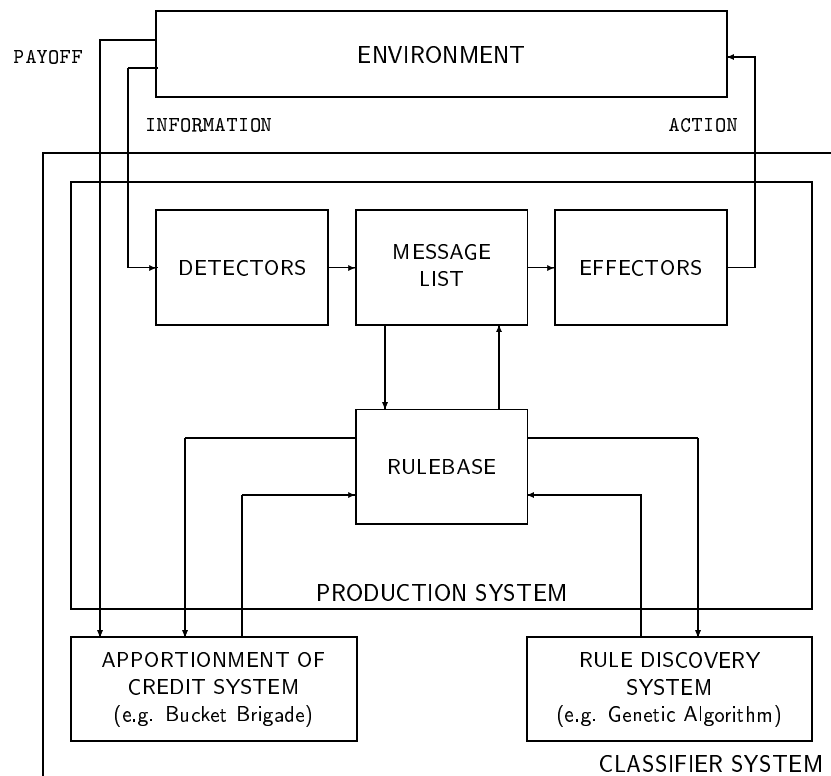 ENVIRONMENT
PAYOFF
INFORMATION
ACTION
DETECTORS
MESSAGE
LIST
EFFECTORS
RULEBASE
PRODUCTION SYSTEM
APPORTIONMENT OF
CREDIT SYSTEM
(e.g. Bucket Brigade)
RULE DISCOVERY
SYSTEM
(e.g. Genetic Algorithm)
CLASSIFIER SYSTEM